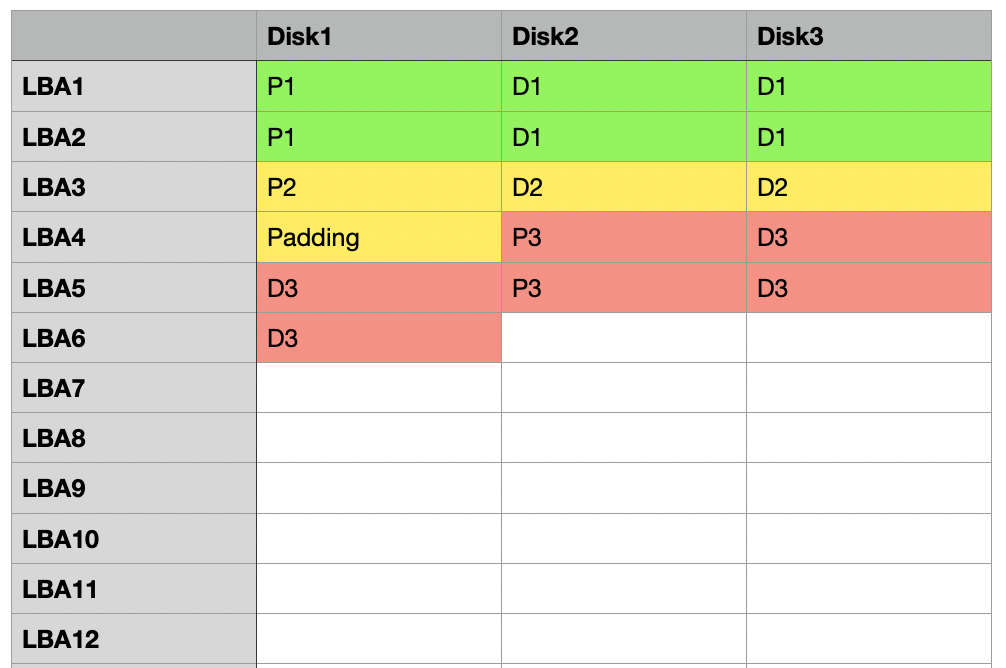 Disk1 Disk2 Disk3
LBA1 P1 D1 D1
LBA2 P1 D1 D1
LBA3 P2 D2 D2
LBA4 Padding P3 D3
LBA5 D3 P3 D3
LBA6 D3
LBA7
LBA8
LBA9
LBA10
LBA11
LBA12